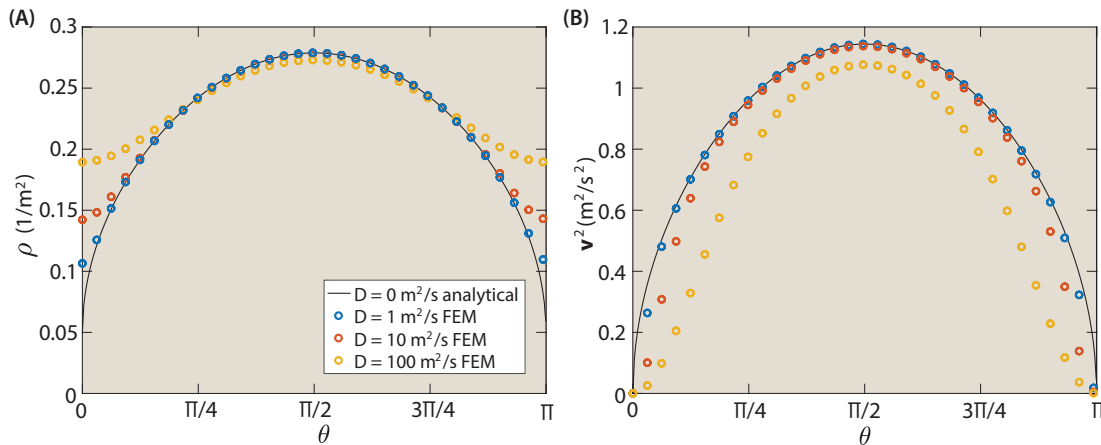 (A)
0.3
0.25
0.2
0.15
0.1
0.05
0
ρ (1/m²)
D = 0 m²/s analytical
D = 1 m²/s FEM
D = 10 m²/s FEM
D = 100 m²/s FEM
0 π/4 π/2 3π/4 π
θ
(B)
1.2
1
0.8
0.6
0.4
0.2
0
v² (m²/s²)
0 π/4 π/2 3π/4 π
θ